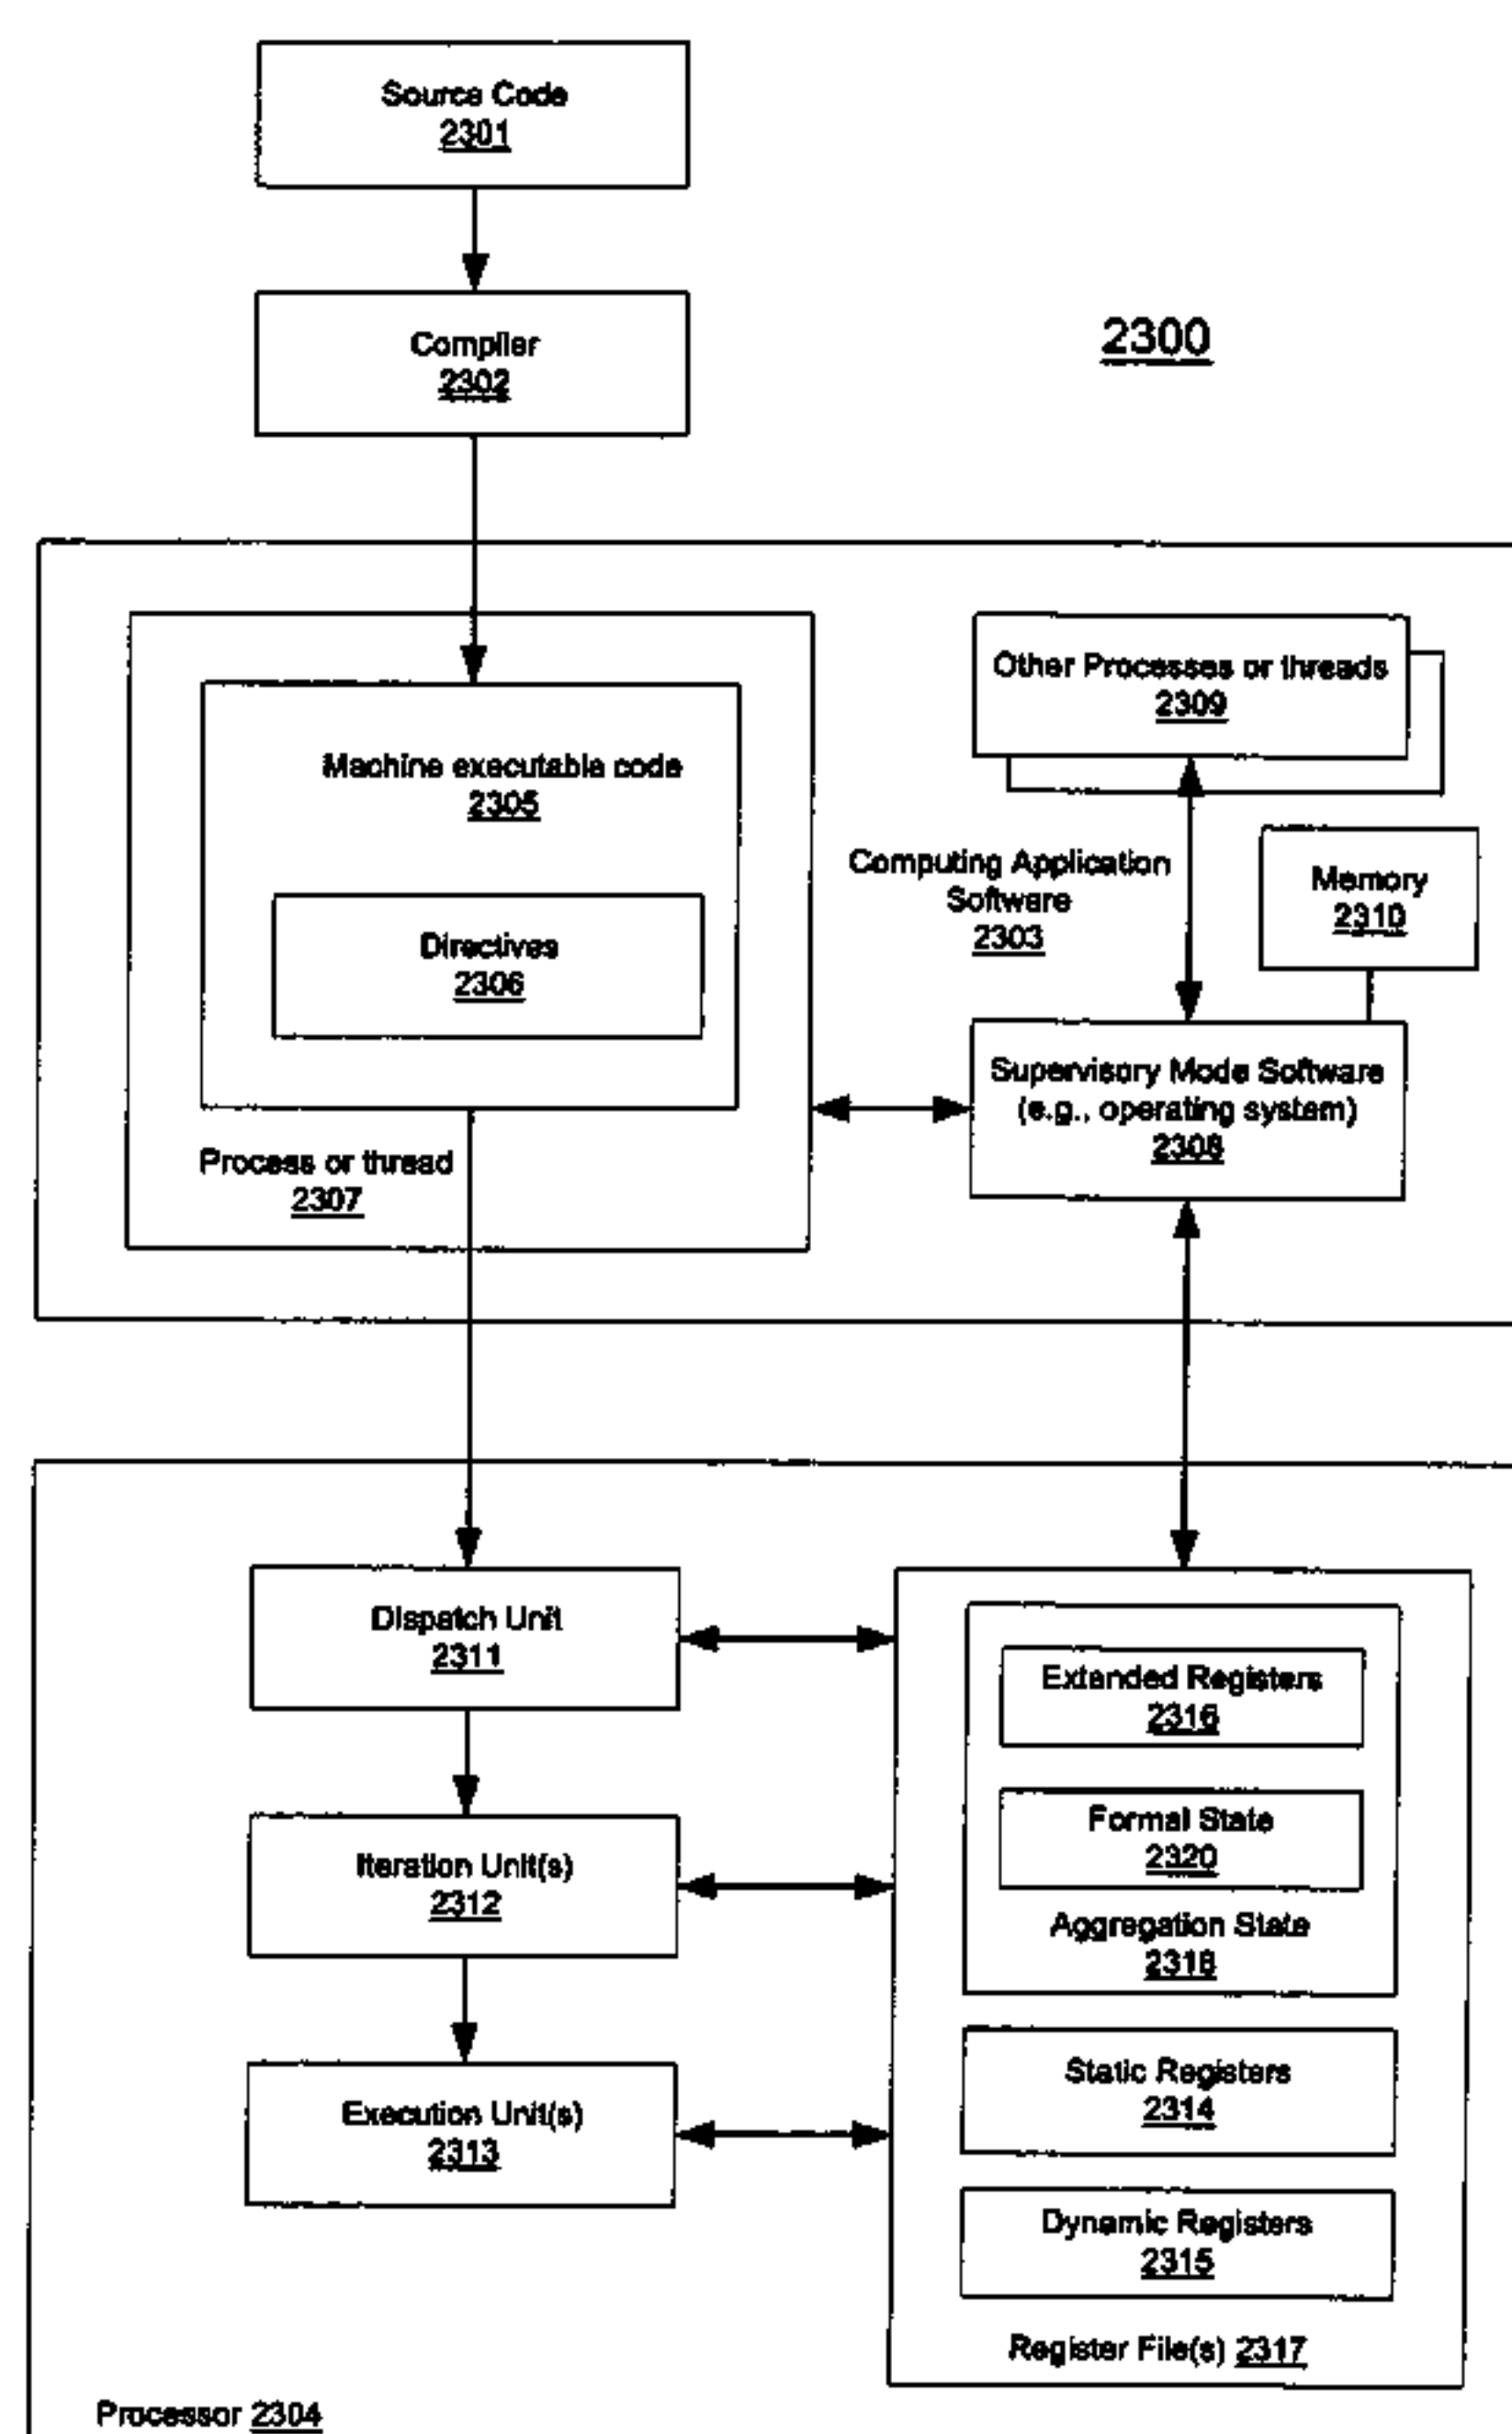 Source Code
2301
Compiler
2302
2300
Machine executable code
2305
Directives
2306
Process or thread
2307
Other Processes or threads
2309
Computing Application
Software
2303
Memory
2310
Supervisory Mode Software
(e.g., operating system)
2308
Dispatch Unit
2311
Iteration Unit(s)
2312
Execution Unit(s)
2313
Extended Registers
2316
Formal State
2320
Aggregation State
2318
Static Registers
2314
Dynamic Registers
2315
Register File(s) 2317
Processor 2304